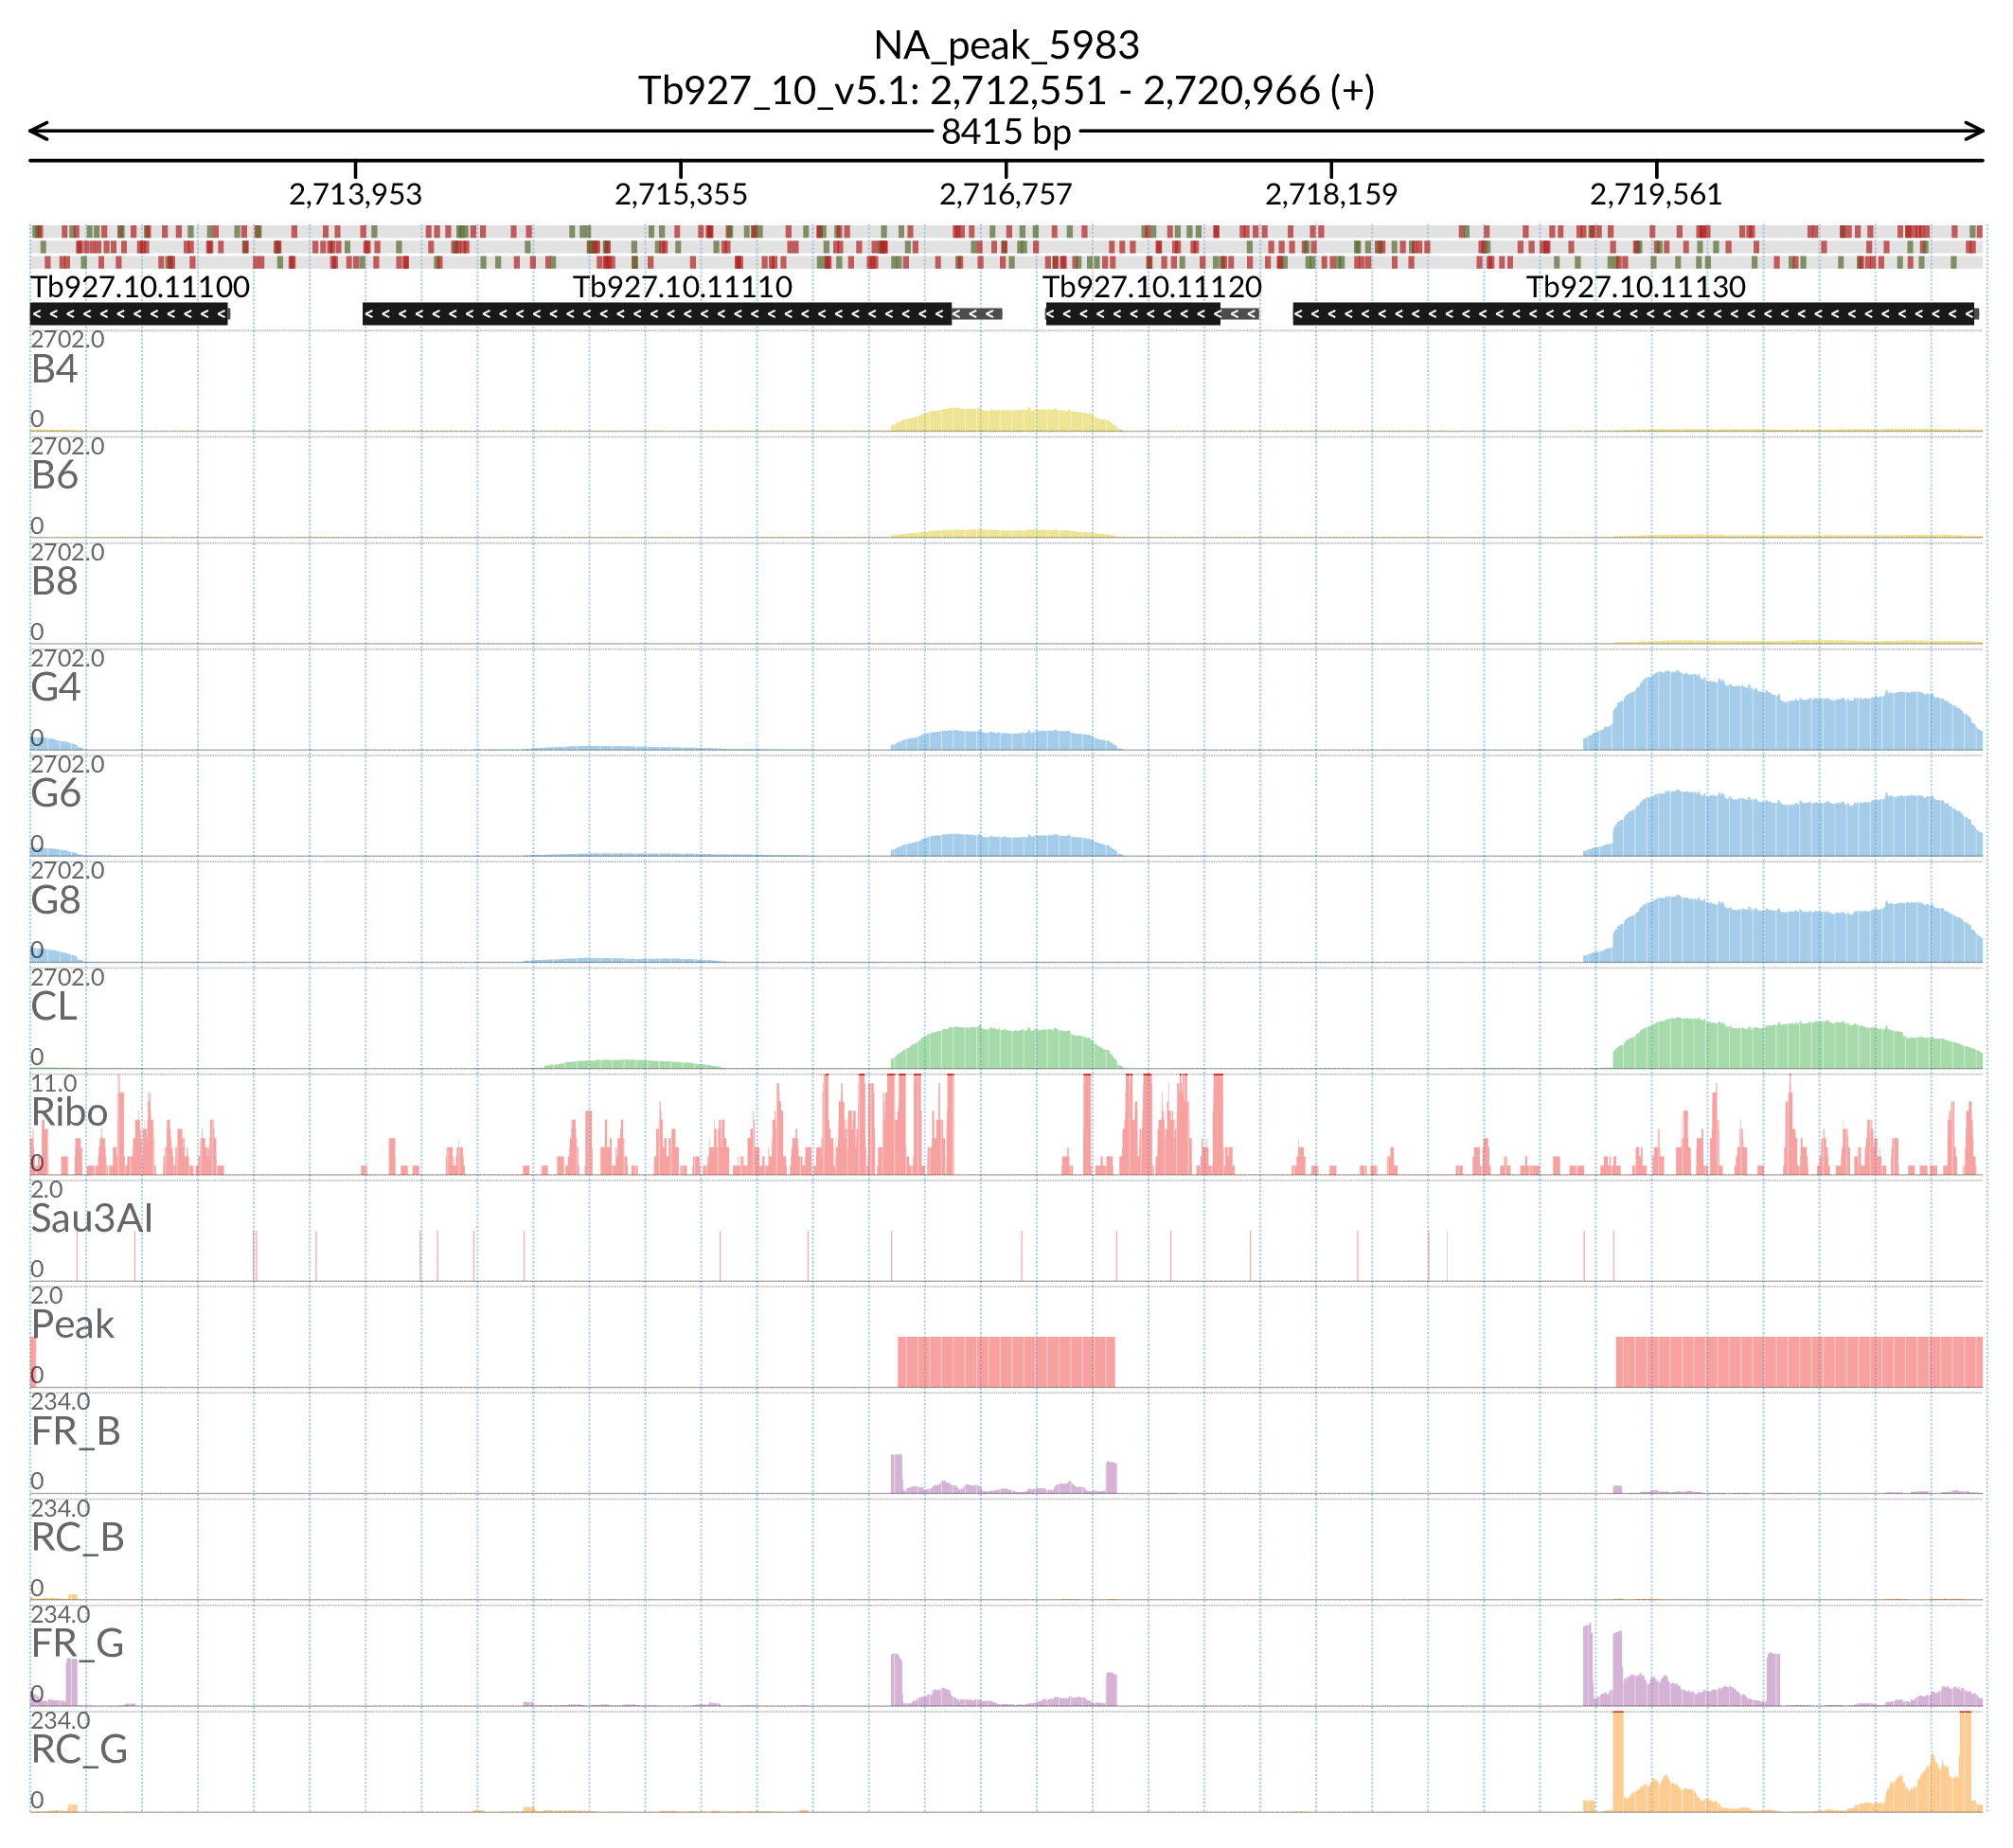 NA_peak_5983
Tb927_10_v5.1: 2,712,551 - 2,720,966 (+)
8415 bp
2,713,953 2,715,355 2,716,757 2,718,159 2,719,561
Tb927.10.11100 Tb927.10.11110 Tb927.10.11120 Tb927.10.11130
2702.0
B4
0
2702.0
B6
0
2702.0
B8
0
2702.0
G4
0
2702.0
G6
0
2702.0
G8
0
2702.0
CL
0
11.0
Ribo
0
2.0
Sau3AI
0
2.0
Peak
0
234.0
FR_B
0
234.0
RC_B
0
234.0
FR_G
0
234.0
RC_G
0